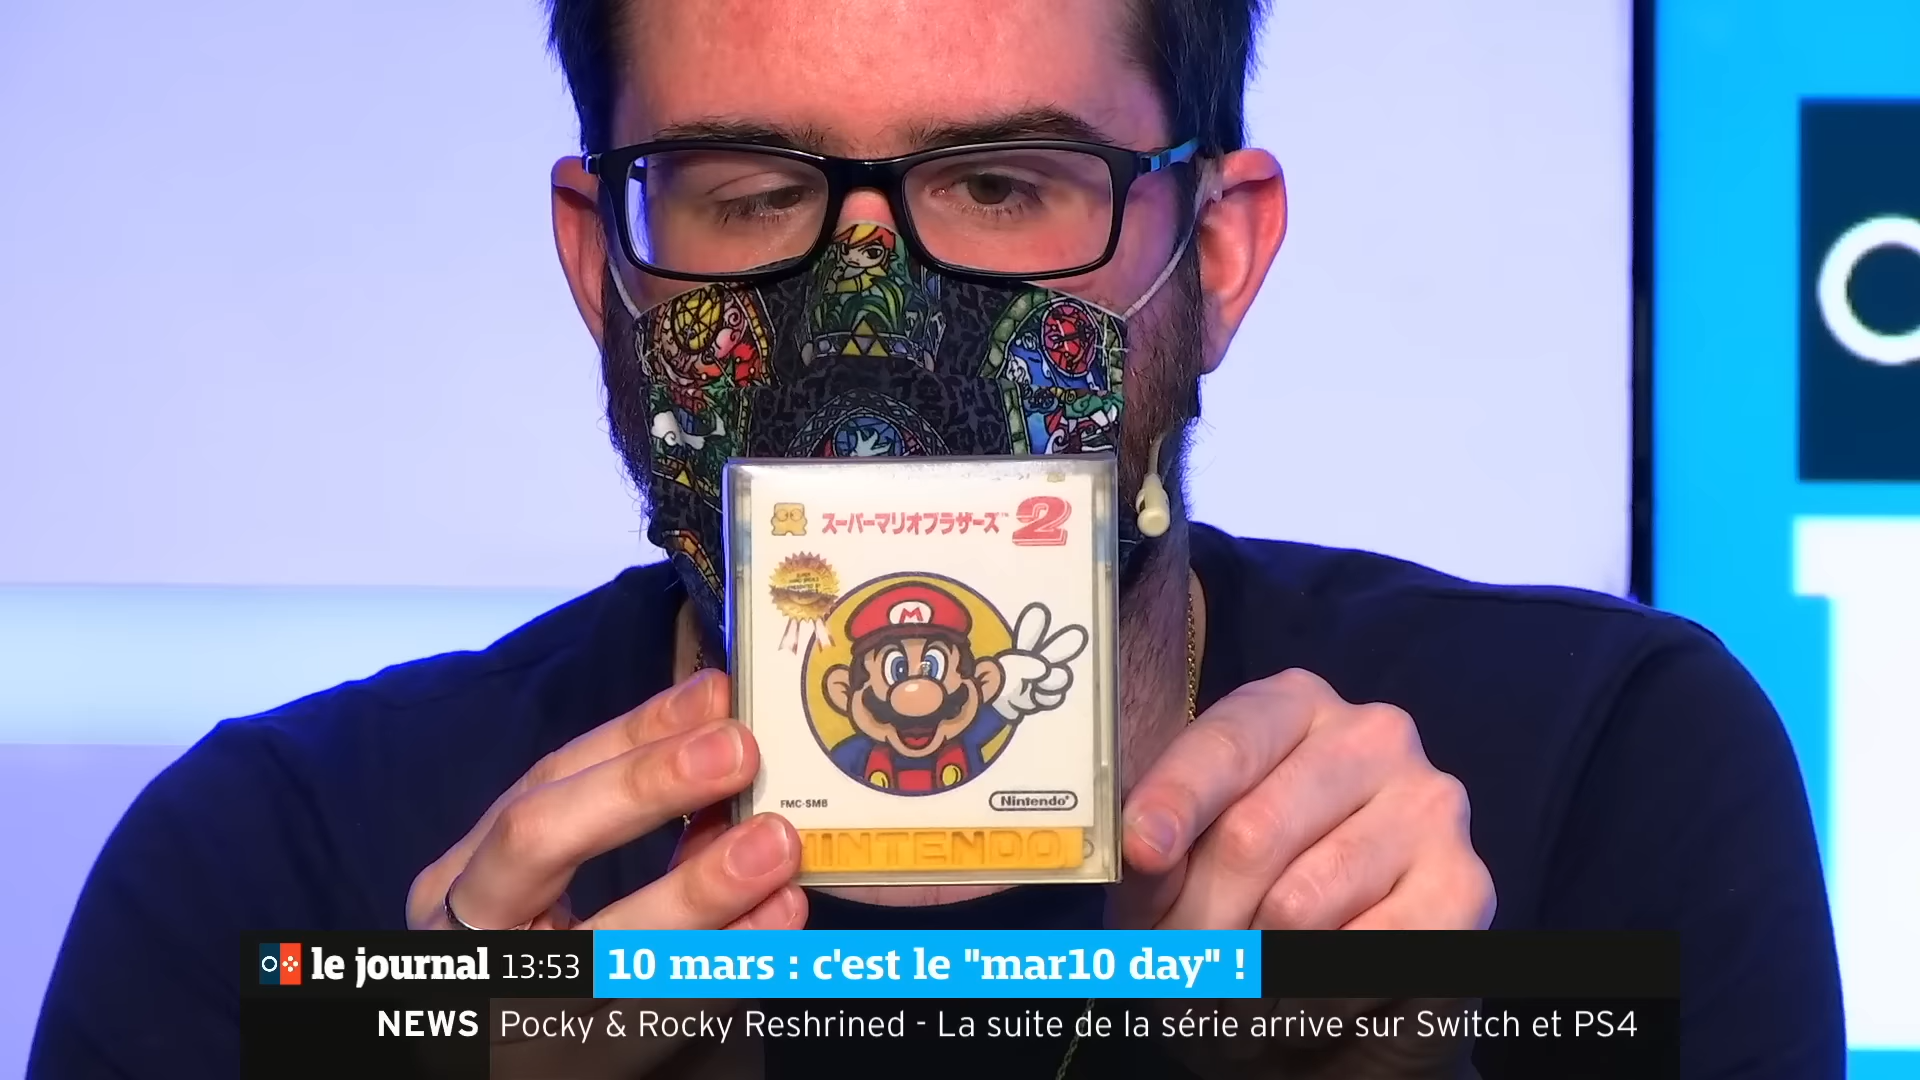 スーパーマリオブラザーズ™ 2
M
FMC-SMB
Nintendo®
NINTENDO
le journal 13:53 10 mars : c'est le "mar10 day" !
NEWS Pocky & Rocky Reshrined - La suite de la série arrive sur Switch et PS4